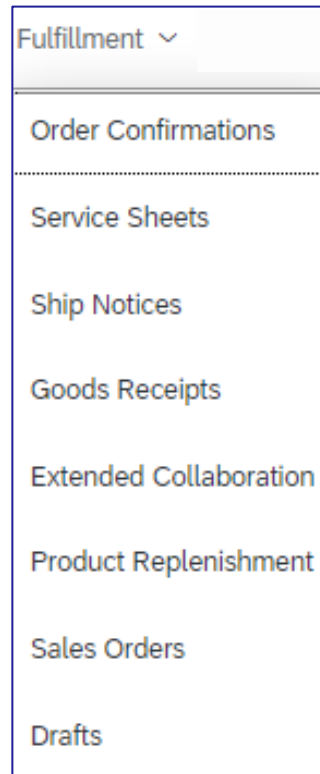 Fulfillment
Order Confirmations
Service Sheets
Ship Notices
Goods Receipts
Extended Collaboration
Product Replenishment
Sales Orders
Drafts